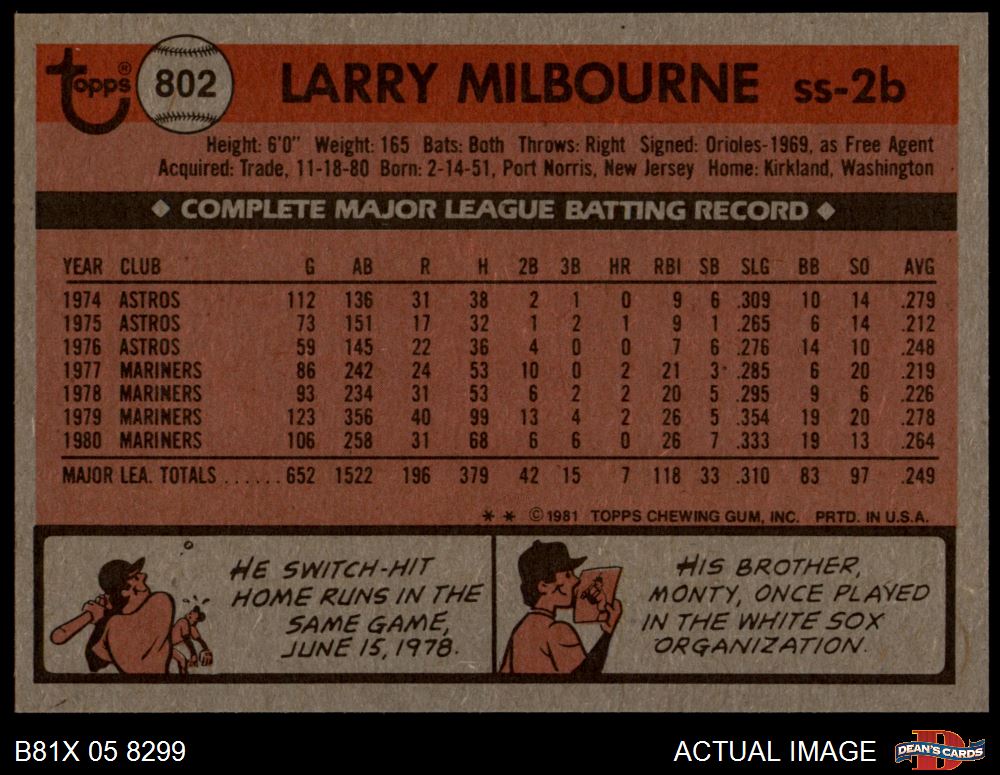 topps® 802 LARRY MILBOURNE ss-2b
Height: 6'0" Weight: 165 Bats: Both Throws: Right Signed: Orioles-1969, as Free Agent
Acquired: Trade, 11-18-80 Born: 2-14-51, Port Norris, New Jersey Home: Kirkland, Washington
◆ COMPLETE MAJOR LEAGUE BATTING RECORD ◆
YEAR CLUB G AB R H 2B 3B HR RBI SB SLG BB SO AVG
1974 ASTROS 112 136 31 38 2 1 0 9 6 .309 10 14 .279
1975 ASTROS 73 151 17 32 1 2 1 9 1 .265 6 14 .212
1976 ASTROS 59 145 22 36 4 0 0 7 6 .276 14 10 .248
1977 MARINERS 86 242 24 53 10 0 2 21 3 .285 6 20 .219
1978 MARINERS 93 234 31 53 6 2 2 20 5 .295 9 6 .226
1979 MARINERS 123 356 40 99 13 4 2 26 5 .354 19 20 .278
1980 MARINERS 106 258 31 68 6 6 0 26 7 .333 19 13 .264
MAJOR LEA. TOTALS ...... 652 1522 196 379 42 15 7 118 33 .310 83 97 .249
* * ©1981 TOPPS CHEWING GUM, INC. PRTD. IN U.S.A.
HE SWITCH-HIT
HOME RUNS IN THE
SAME GAME,
JUNE 15, 1978.
HIS BROTHER,
MONTY, ONCE PLAYED
IN THE WHITE SOX
ORGANIZATION.
B81X 05 8299 ACTUAL IMAGE DEAN'S CARDS